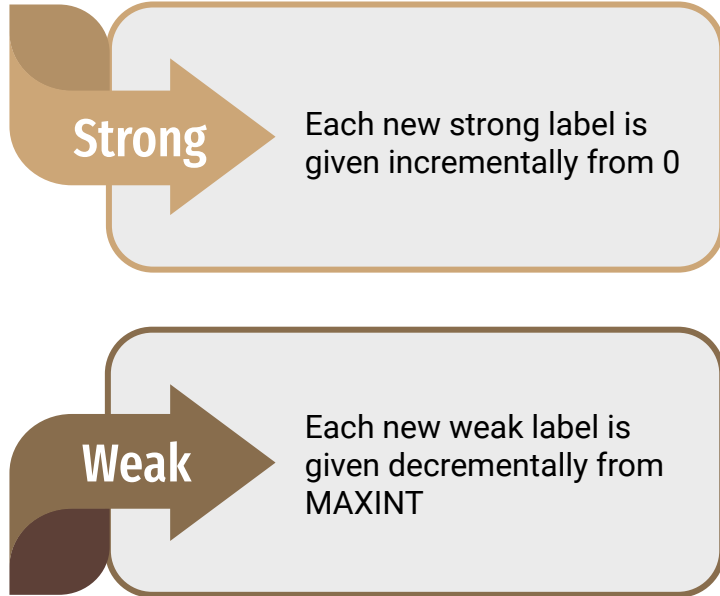 Strong
Each new strong label is
given incrementally from 0
Weak
Each new weak label is
given decrementally from
MAXINT